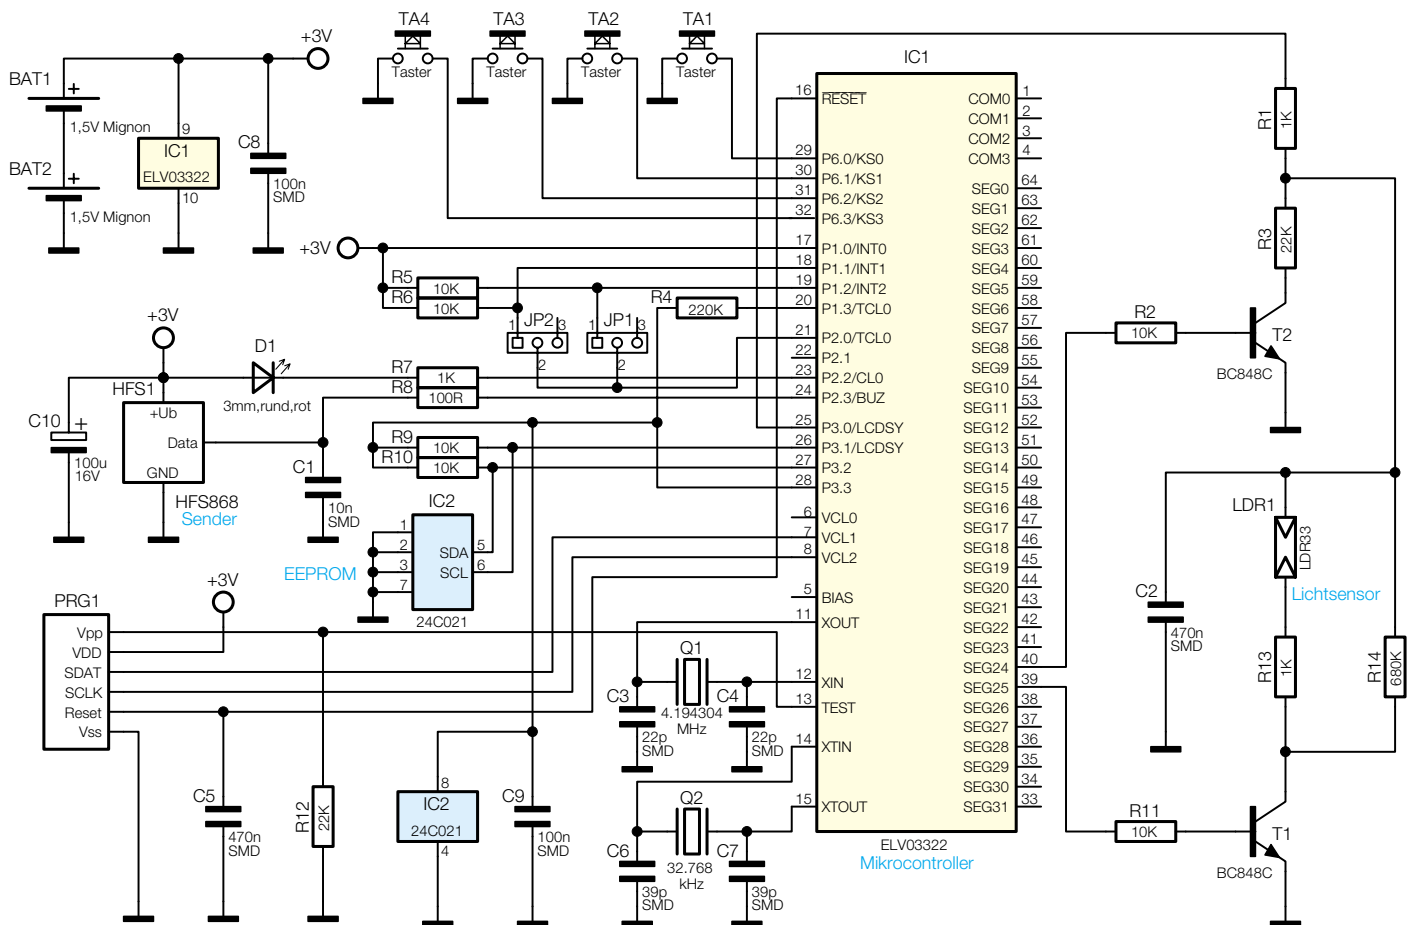 +3V
BAT1
+
1,5V Mignon
BAT2
+
1,5V Mignon
9
IC1
ELV03322
10
C8
100n
SMD
TA4
Taster
TA3
Taster
TA2
Taster
TA1
Taster
+3V
R5
10K
R6
10K
R4
220K
1
JP2
3
2
1
JP1
3
2
+3V
D1
3mm,rund,rot
R7
1K
R8
100R
HFS1
+Ub
Data
GND
HFS868
Sender
C10
+
100u
16V
C1
10n
SMD
R9
10K
R10
10K
IC2
1
2
3
7
SDA
SCL
5
6
24C021
EEPROM
+3V
PRG1
Vpp
VDD
SDAT
SCLK
Reset
Vss
C5
470n
SMD
R12
22K
8
IC2
24C021
4
C9
100n
SMD
Q1
4.194304
MHz
C3
22p
SMD
C4
22p
SMD
Q2
32.768
kHz
C6
39p
SMD
C7
39p
SMD
IC1
16 RESET
29 P6.0/KS0
30 P6.1/KS1
31 P6.2/KS2
32 P6.3/KS3
17 P1.0/INT0
18 P1.1/INT1
19 P1.2/INT2
20 P1.3/TCL0
21 P2.0/TCL0
22 P2.1
23 P2.2/CL0
24 P2.3/BUZ
25 P3.0/LCDSY
26 P3.1/LCDSY
27 P3.2
28 P3.3
6 VCL0
7 VCL1
8 VCL2
5 BIAS
11 XOUT
12 XIN
13 TEST
14 XTIN
15 XTOUT
COM0 1
COM1 2
COM2 3
COM3 4
SEG0 64
SEG1 63
SEG2 62
SEG3 61
SEG4 60
SEG5 59
SEG6 58
SEG7 57
SEG8 56
SEG9 55
SEG10 54
SEG11 53
SEG12 52
SEG13 51
SEG14 50
SEG15 49
SEG16 48
SEG17 47
SEG18 46
SEG19 45
SEG20 44
SEG21 43
SEG22 42
SEG23 41
SEG24 40
SEG25 39
SEG26 38
SEG27 37
SEG28 36
SEG29 35
SEG30 34
SEG31 33
ELV03322
Mikrocontroller
R1
1K
R3
22K
R2
10K
T2
BC848C
LDR1
LDR33
Lichtsensor
C2
470n
SMD
R13
1K
R14
680K
R11
10K
T1
BC848C